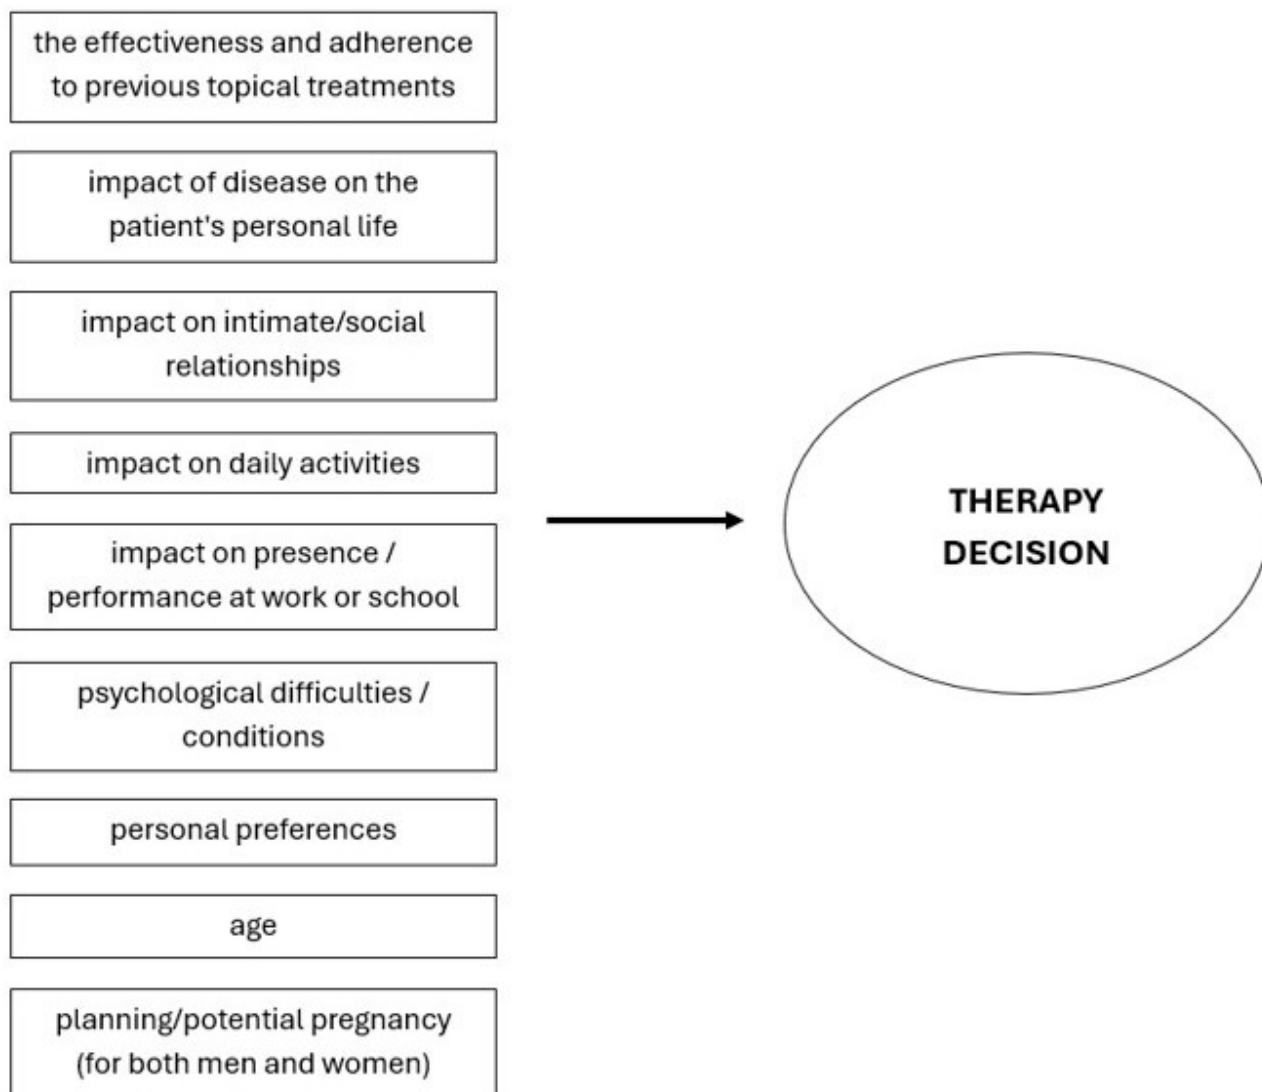 the effectiveness and adherence
to previous topical treatments
impact of disease on the
patient's personal life
impact on intimate/social
relationships
impact on daily activities
impact on presence /
performance at work or school
psychological difficulties /
conditions
personal preferences
age
planning/potential pregnancy
(for both men and women)
THERAPY
DECISION